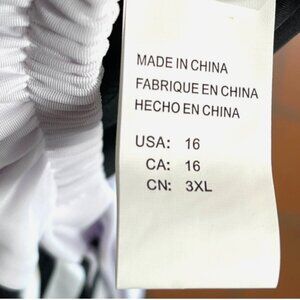 MADE IN CHINA
FABRIQUE EN CHINA
HECHO EN CHINA
USA: 16
CA: 16
CN: 3XL